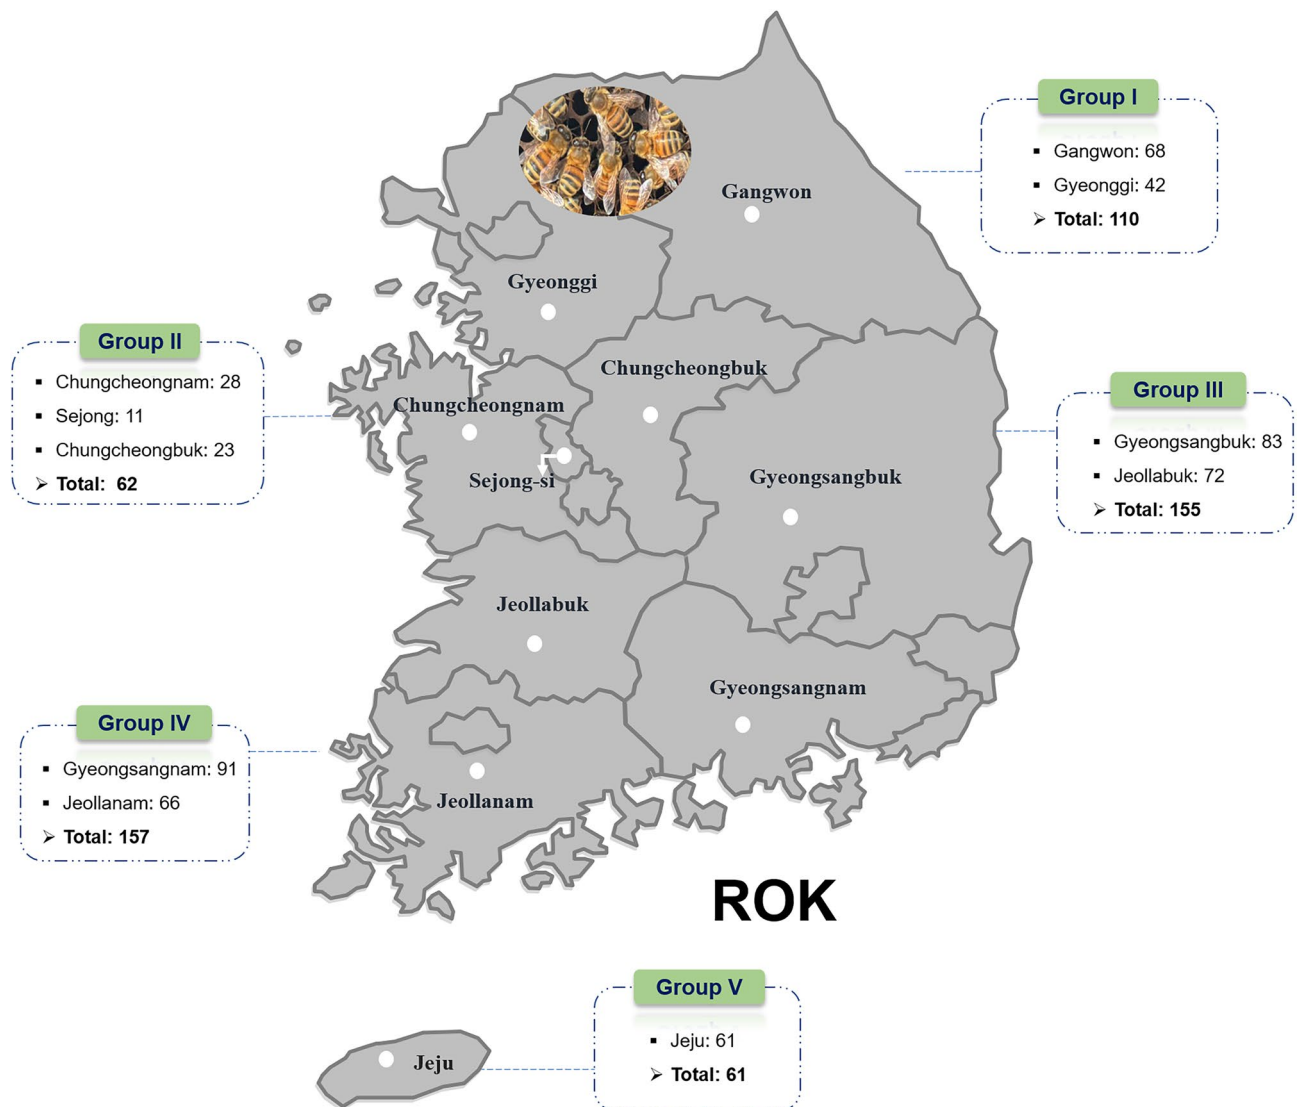 Group I
▪ Gangwon: 68
▪ Gyeonggi: 42
➢ Total: 110
Gangwon
Gyeonggi
Group II
▪ Chungcheongnam: 28
▪ Sejong: 11
▪ Chungcheongbuk: 23
➢ Total: 62
Chungcheongbuk
Chungcheongnam
Sejong-si
Group III
▪ Gyeongsangbuk: 83
▪ Jeollabuk: 72
➢ Total: 155
Gyeongsangbuk
Jeollabuk
Gyeongsangnam
Group IV
▪ Gyeongsangnam: 91
▪ Jeollanam: 66
➢ Total: 157
Jeollanam
ROK
Group V
▪ Jeju: 61
➢ Total: 61
Jeju